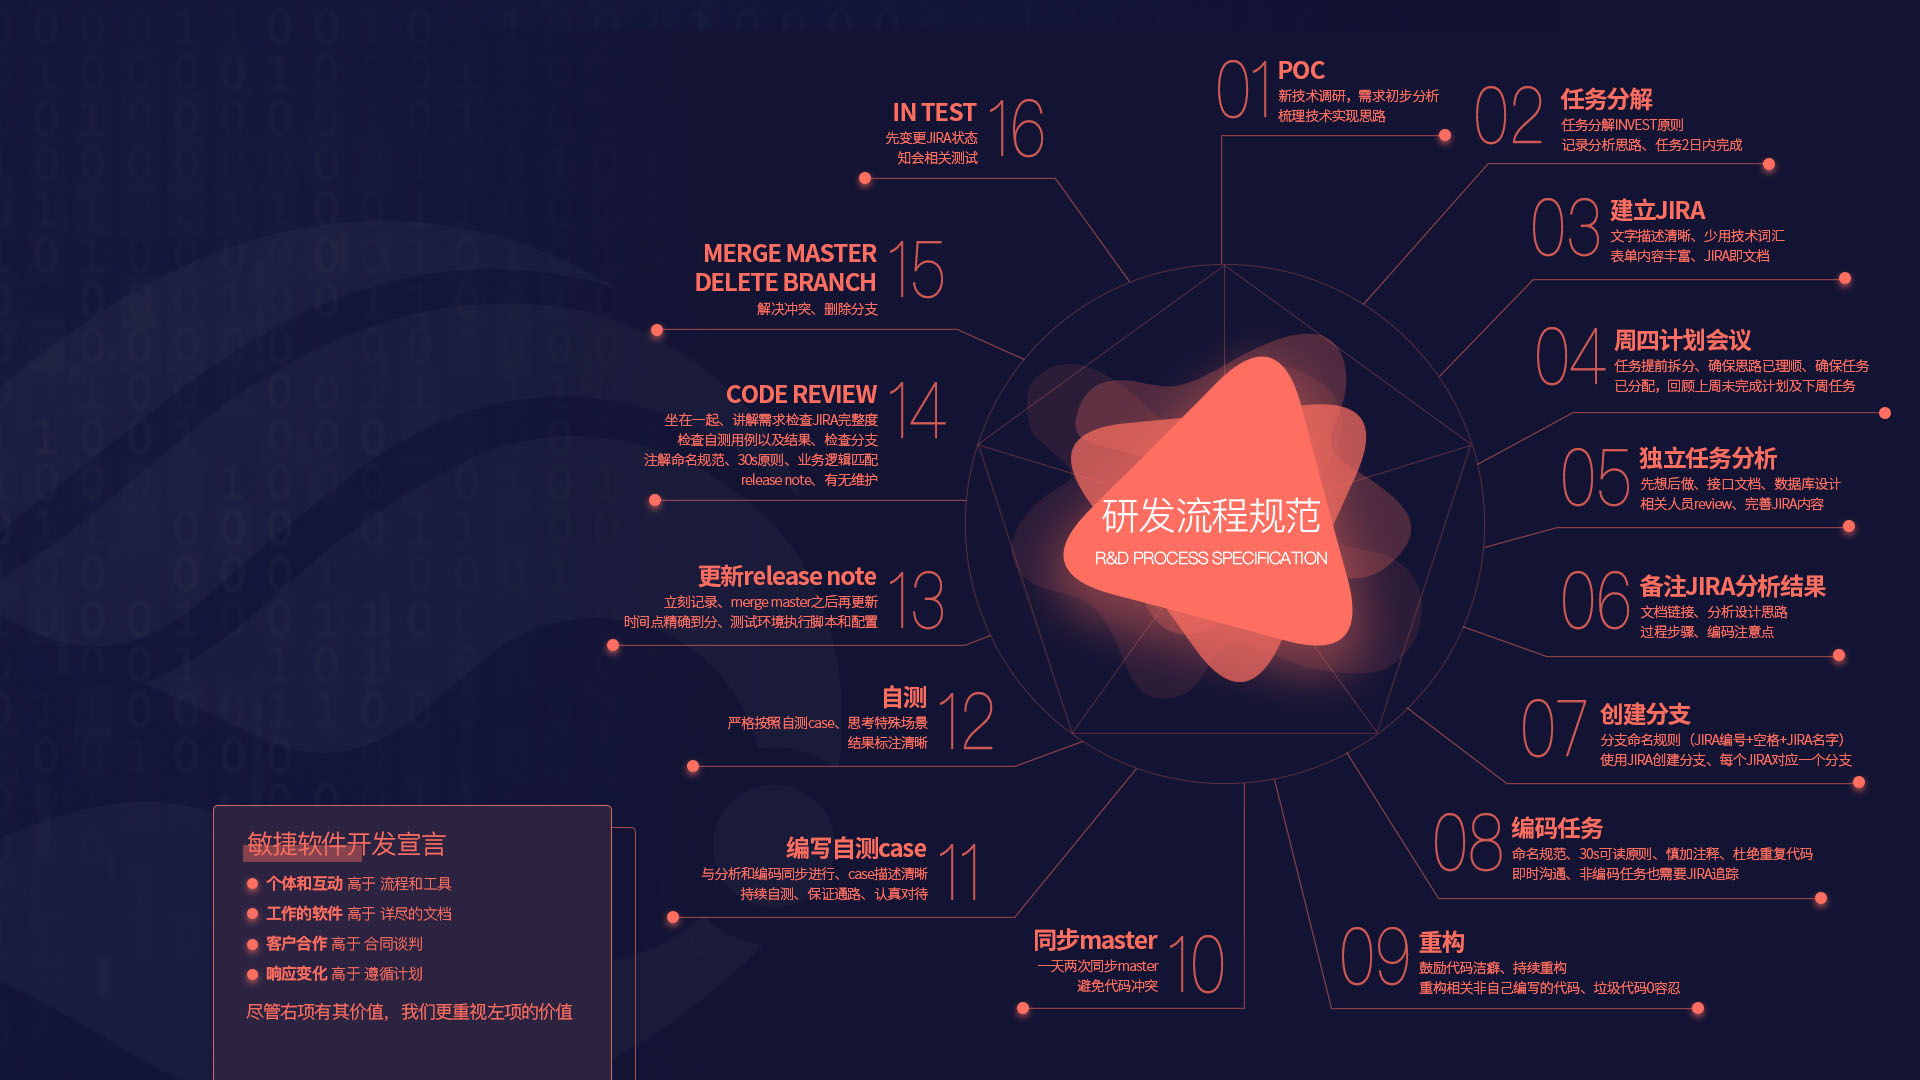 研发流程规范
R&D PROCESS SPECIFICATION
01
POC
新技术调研，需求初步分析
梳理技术实现思路
02
任务分解
任务分解INVEST原则
记录分析思路、任务2日内完成
03
建立JIRA
文字描述清晰、少用技术词汇
表单内容丰富、JIRA即文档
04
周四计划会议
任务提前拆分、确保思路已理顺、确保任务
已分配，回顾上周未完成计划及下周任务
05
独立任务分析
先想后做、接口文档、数据库设计
相关人员review、完善JIRA内容
06
备注JIRA分析结果
文档链接、分析设计思路
过程步骤、编码注意点
07
创建分支
分支命名规则（JIRA编号+空格+JIRA名字）
使用JIRA创建分支、每个JIRA对应一个分支
08
编码任务
命名规范、30s可读原则、慎加注释、杜绝重复代码
即时沟通、非编码任务也需要JIRA追踪
09
重构
鼓励代码洁癖、持续重构
重构相关非自己编写的代码、垃圾代码0容忍
10
同步master
一天两次同步master
避免代码冲突
11
编写自测case
与分析和编码同步进行、case描述清晰
持续自测、保证通路、认真对待
12
自测
严格按照自测case、思考特殊场景
结果标注清晰
13
更新release note
立刻记录、merge master之后再更新
时间点精确到分、测试环境执行脚本和配置
14
CODE REVIEW
坐在一起、讲解需求检查JIRA完整度
检查自测用例以及结果、检查分支
注解命名规范、30s原则、业务逻辑匹配
release note、有无维护
15
MERGE MASTER
DELETE BRANCH
解决冲突、删除分支
16
IN TEST
先变更JIRA状态
知会相关测试
敏捷软件开发宣言
个体和互动 高于 流程和工具
工作的软件 高于 详尽的文档
客户合作 高于 合同谈判
响应变化 高于 遵循计划
尽管右项有其价值，我们更重视左项的价值